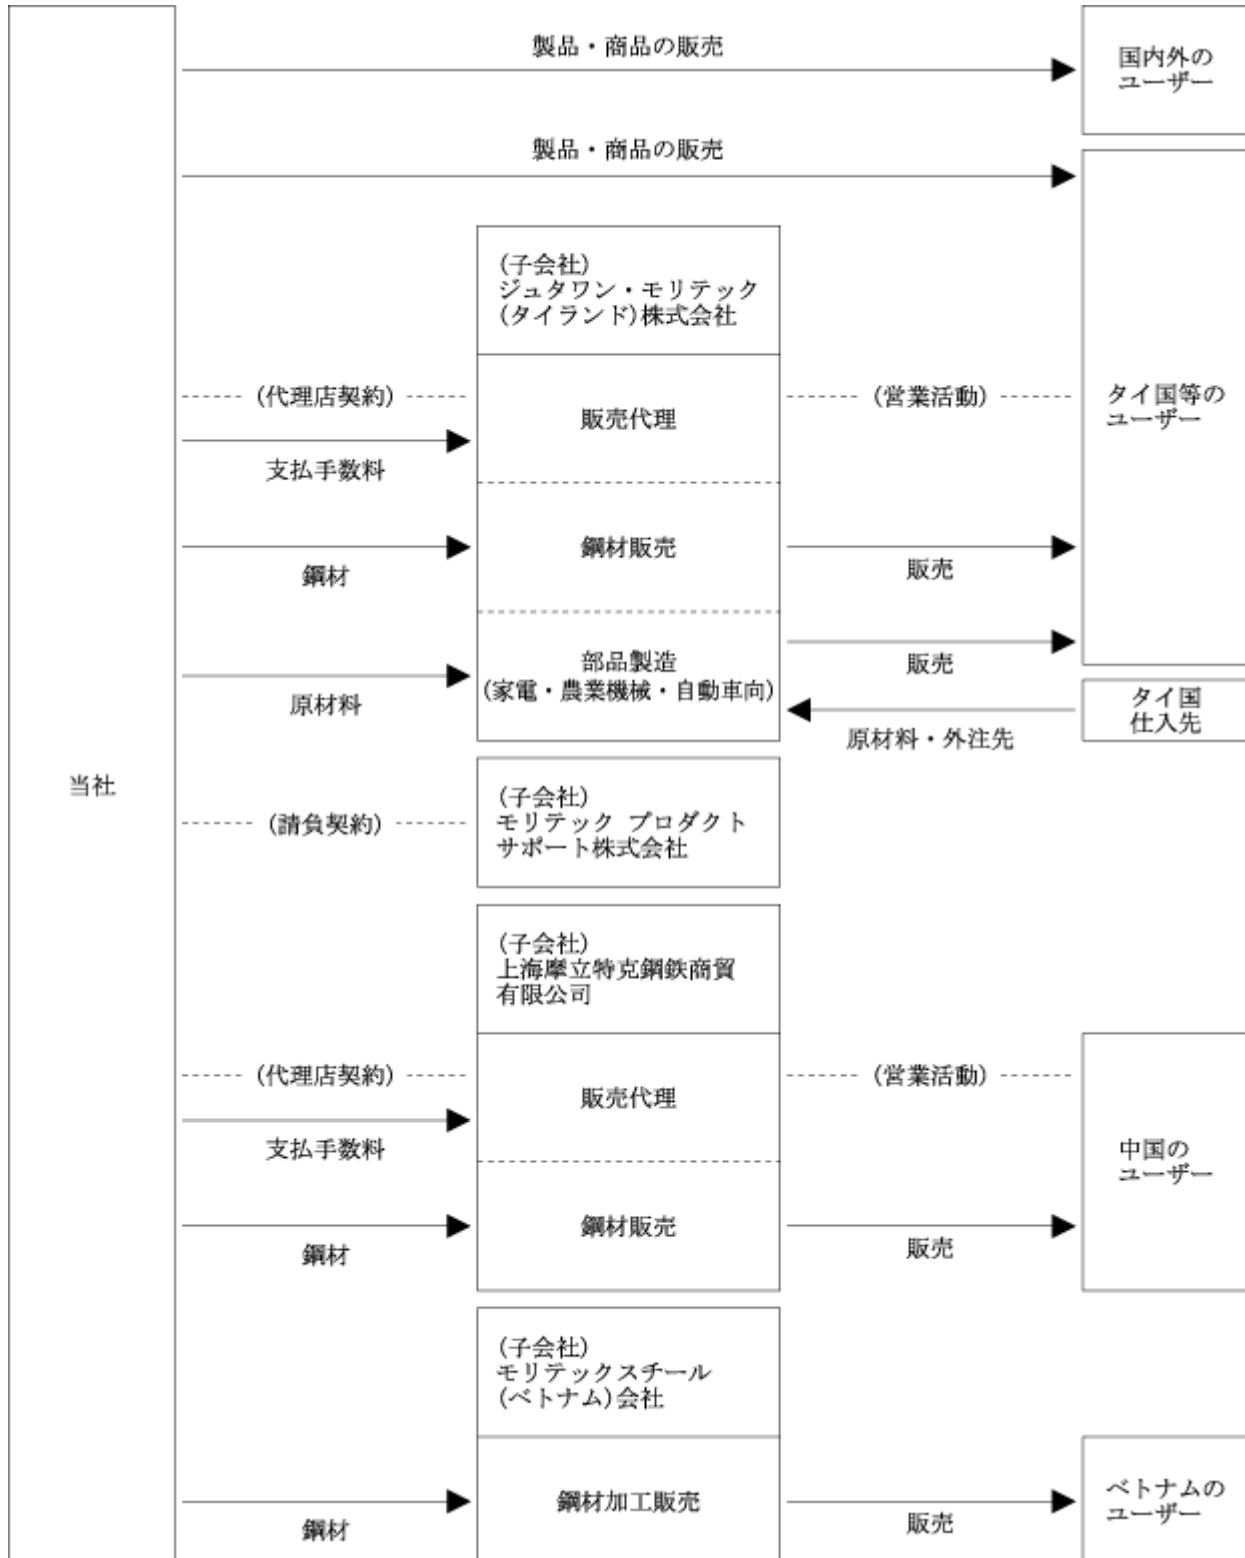 製品・商品の販売
国内外の
ユーザー
製品・商品の販売
(子会社)
ジュタワン・モリテック
(タイランド)株式会社
(代理店契約)
販売代理
(営業活動)
タイ国等の
ユーザー
支払手数料
鋼材販売
鋼材
販売
部品製造
(家電・農業機械・自動車向)
販売
原材料
タイ国
仕入先
原材料・外注先
当社
(子会社)
モリテック プロダクト
サポート株式会社
(請負契約)
(子会社)
上海摩立特克鋼鉄商貿
有限公司
(代理店契約)
販売代理
(営業活動)
支払手数料
中国の
ユーザー
鋼材販売
鋼材
販売
(子会社)
モリテックスチール
(ベトナム)会社
鋼材加工販売
ベトナムの
ユーザー
鋼材
販売